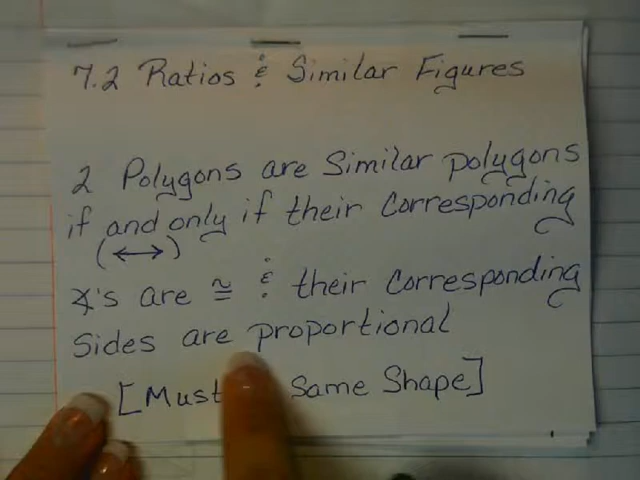 7.2 Ratios & Similar Figures
2 Polygons are Similar polygons
if and only if their Corresponding
(↔)
∡'s are ≅ & their Corresponding
Sides are proportional
[Must Same Shape]